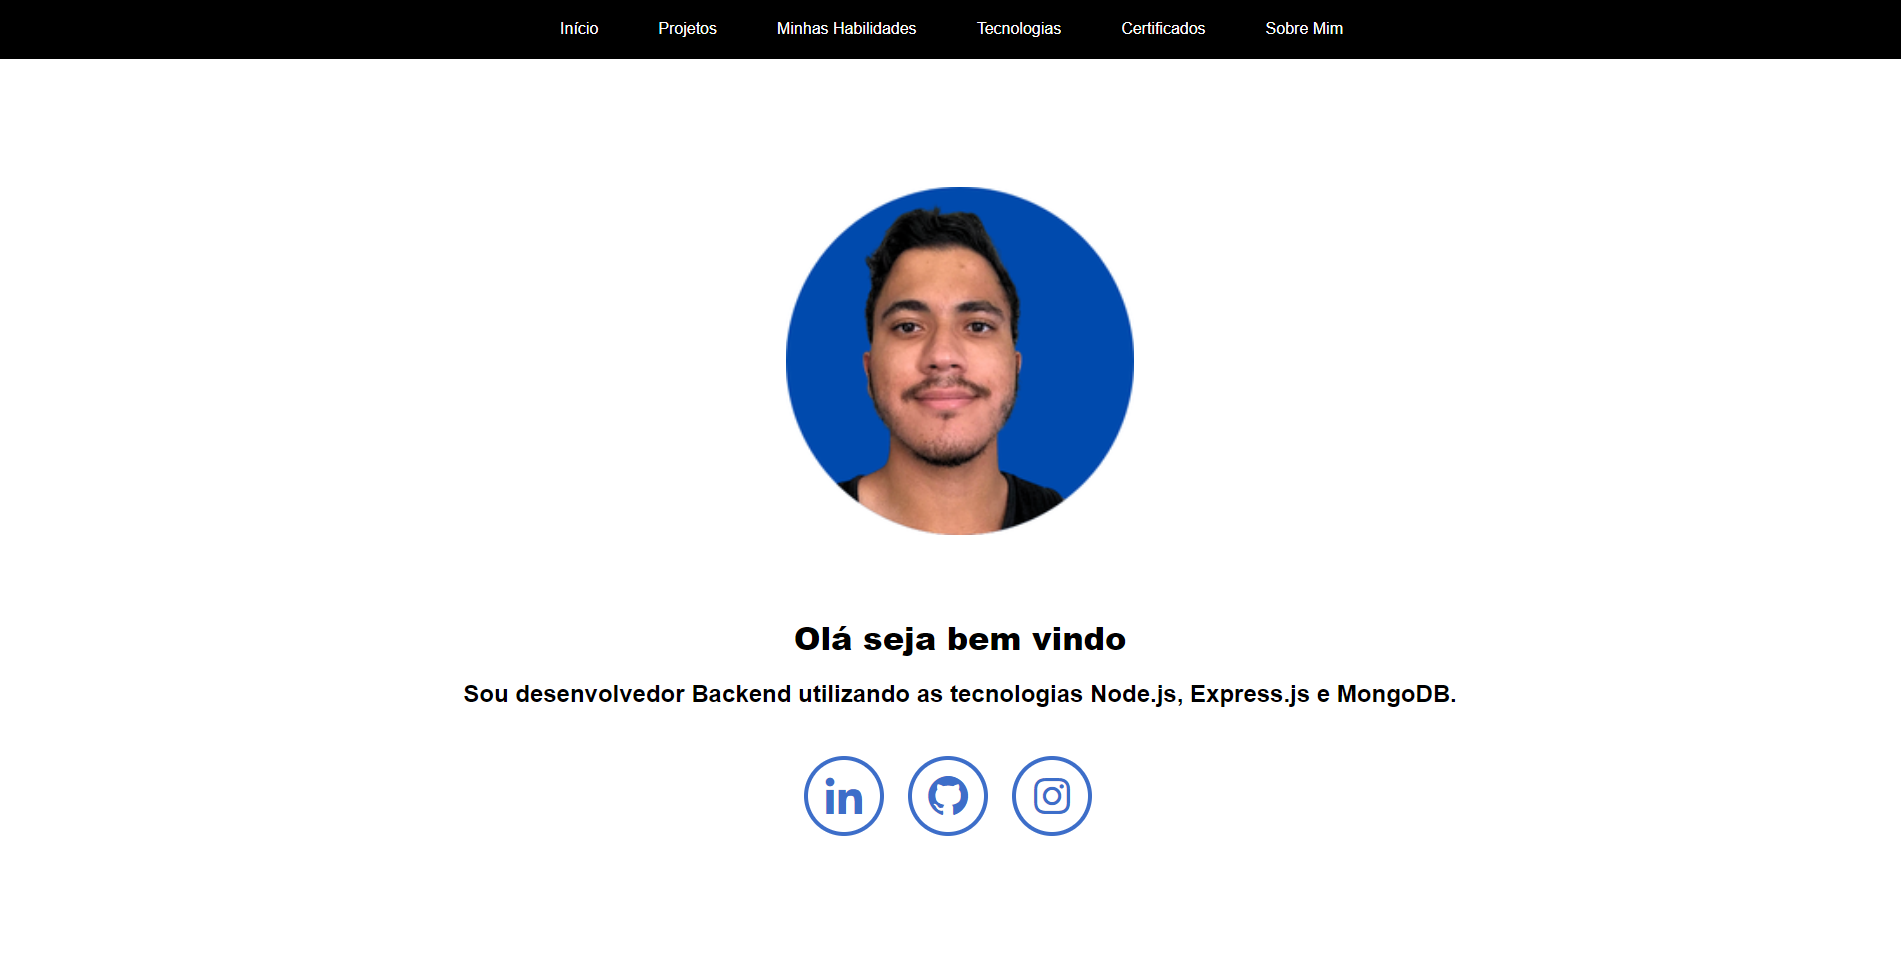 Início Projetos Minhas Habilidades Tecnologias Certificados Sobre Mim
Olá seja bem vindo
Sou desenvolvedor Backend utilizando as tecnologias Node.js, Express.js e MongoDB.
in